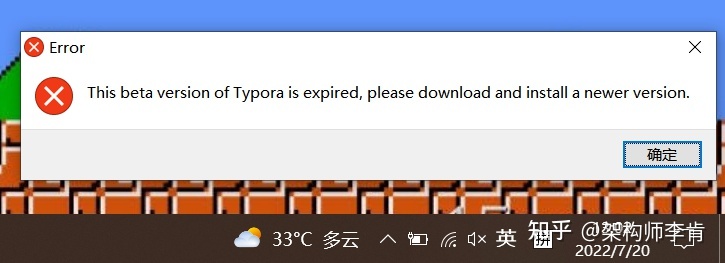 Error
This beta version of Typora is expired, please download and install a newer version.
确定
33°C 多云
英
拼
知乎 @架构师李肯
2022/7/20